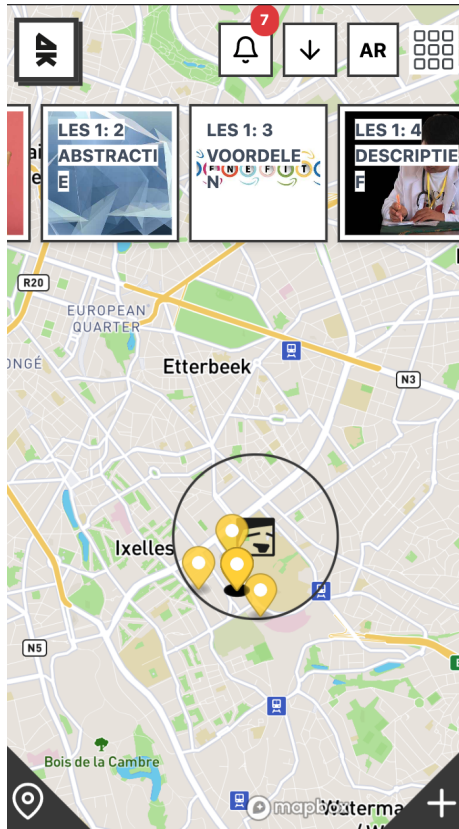 7
AR
LES 1: 2
ABSTRACTI
E
LES 1: 3
VOORDELE
N
LES 1: 4
DESCRIPTIE
F
R20
EUROPEAN
QUARTER
Etterbeek
N3
Ixelles
N5
Bois de la Cambre
mapbox
Waterma